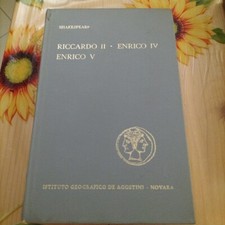 SHAKESPEARE
RICCARDO II - ENRICO IV
ENRICO V
ISTITUTO GEOGRAFICO DE AGOSTINI - NOVARA